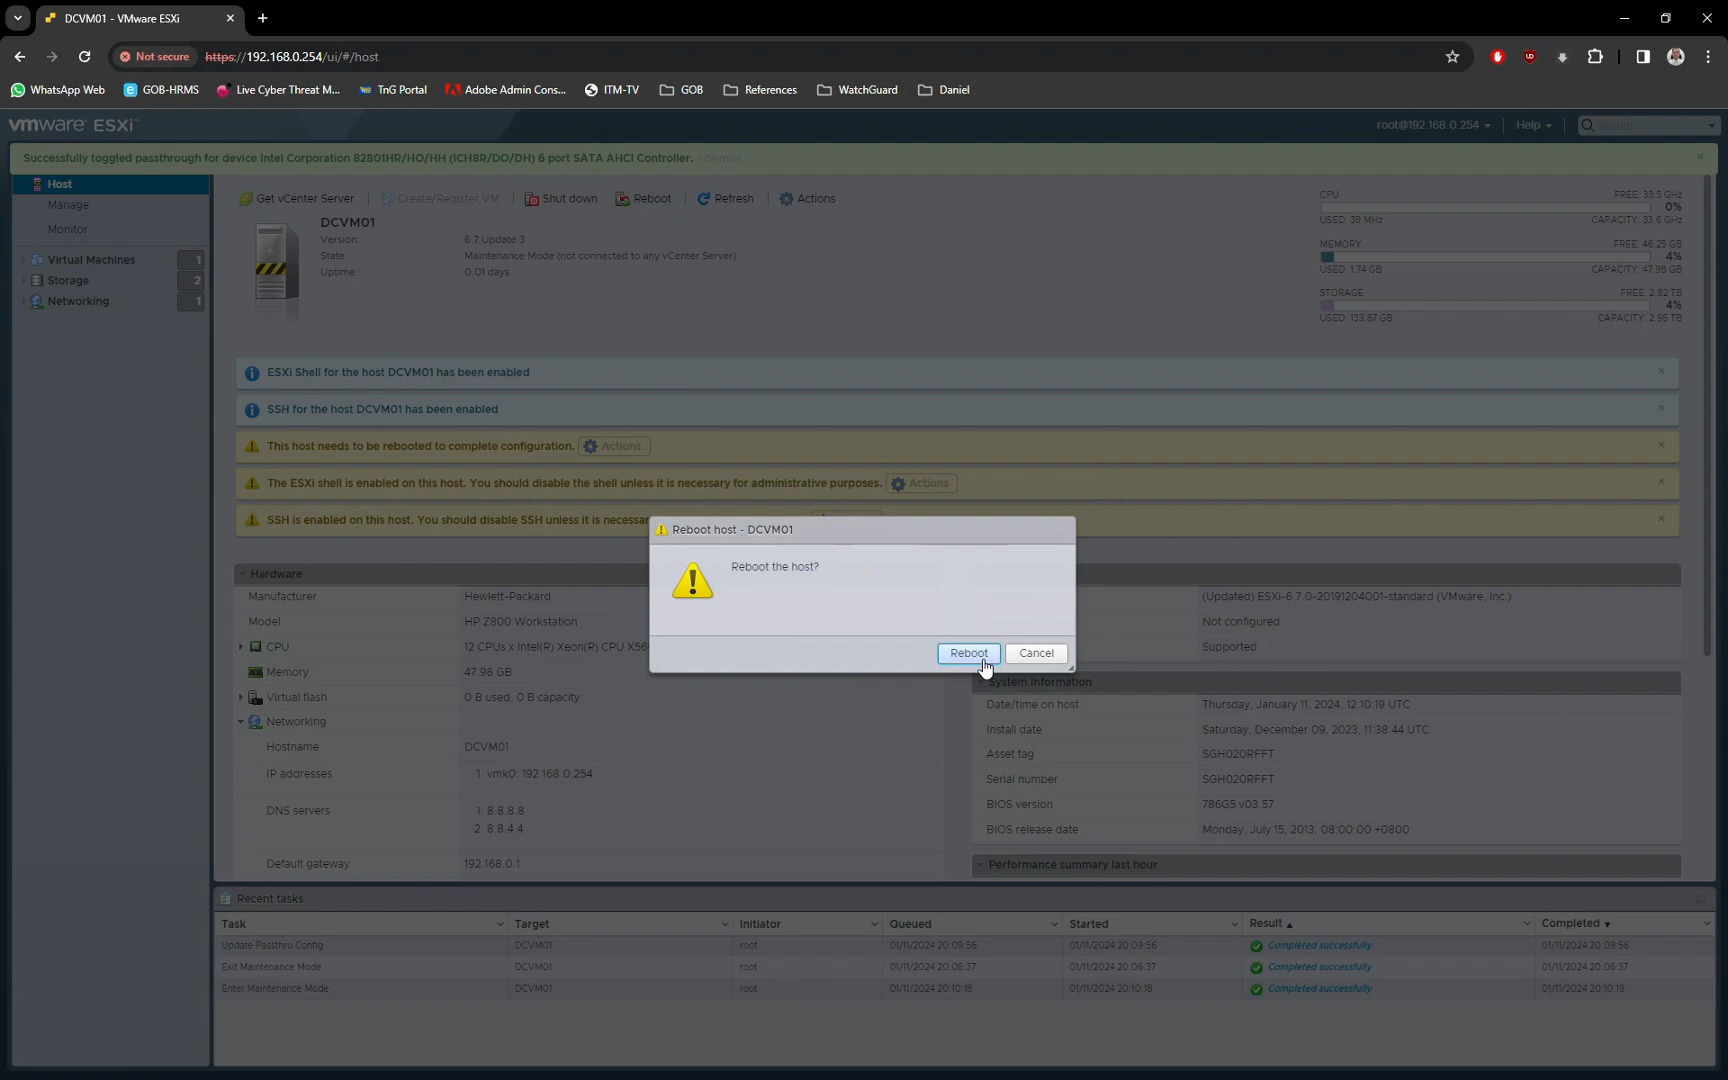 DCVM01 - VMware ESXi
Not secure https://192.168.0.254/ui/#/host
WhatsApp Web GOB-HRMS Live Cyber Threat M... TnG Portal Adobe Admin Cons... ITM-TV GOB References WatchGuard Daniel
vmware ESXi
root@192.168.0.254 Help Search
Successfully toggled passthrough for device Intel Corporation 82801HR/HO/HH (ICH8R/DO/DH) 6 port SATA AHCI Controller. - dismiss
Host
Manage
Monitor
Virtual Machines 1
Storage 2
Networking 1
Get vCenter Server Create/Register VM Shut down Reboot Refresh Actions
DCVM01
Version: 6.7 Update 3
State: Maintenance Mode (not connected to any vCenter Server)
Uptime: 0.01 days
CPU FREE: 33.5 GHz
0%
USED: 39 MHz CAPACITY: 33.6 GHz
MEMORY FREE: 46.25 GB
4%
USED: 1.74 GB CAPACITY: 47.98 GB
STORAGE FREE: 2.82 TB
4%
USED: 133.87 GB CAPACITY: 2.95 TB
ESXi Shell for the host DCVM01 has been enabled
SSH for the host DCVM01 has been enabled
This host needs to be rebooted to complete configuration. Actions
The ESXi shell is enabled on this host. You should disable the shell unless it is necessary for administrative purposes. Actions
SSH is enabled on this host. You should disable SSH unless it is necessar
Reboot host - DCVM01
Reboot the host?
Reboot Cancel
Hardware
Manufacturer Hewlett-Packard
Model HP Z800 Workstation
CPU 12 CPUs x Intel(R) Xeon(R) CPU X56
Memory 47.98 GB
Virtual flash 0 B used, 0 B capacity
Networking
Hostname DCVM01
IP addresses 1. vmk0: 192.168.0.254
DNS servers 1. 8.8.8.8
2. 8.8.4.4
Default gateway 192.168.0.1
(Updated) ESXi-6.7.0-20191204001-standard (VMware, Inc.)
Not configured
Supported
System Information
Date/time on host Thursday, January 11, 2024, 12:10:19 UTC
Install date Saturday, December 09, 2023, 11:38:44 UTC
Asset tag SGH020RFFT
Serial number SGH020RFFT
BIOS version 786G5 v03.57
BIOS release date Monday, July 15, 2013, 08:00:00 +0800
Performance summary last hour
Recent tasks
Task Target Initiator Queued Started Result Completed
Update Passthru Config DCVM01 root 01/11/2024 20:09:56 01/11/2024 20:09:56 Completed successfully 01/11/2024 20:09:56
Exit Maintenance Mode DCVM01 root 01/11/2024 20:06:37 01/11/2024 20:06:37 Completed successfully 01/11/2024 20:06:37
Enter Maintenance Mode DCVM01 root 01/11/2024 20:10:18 01/11/2024 20:10:18 Completed successfully 01/11/2024 20:10:19